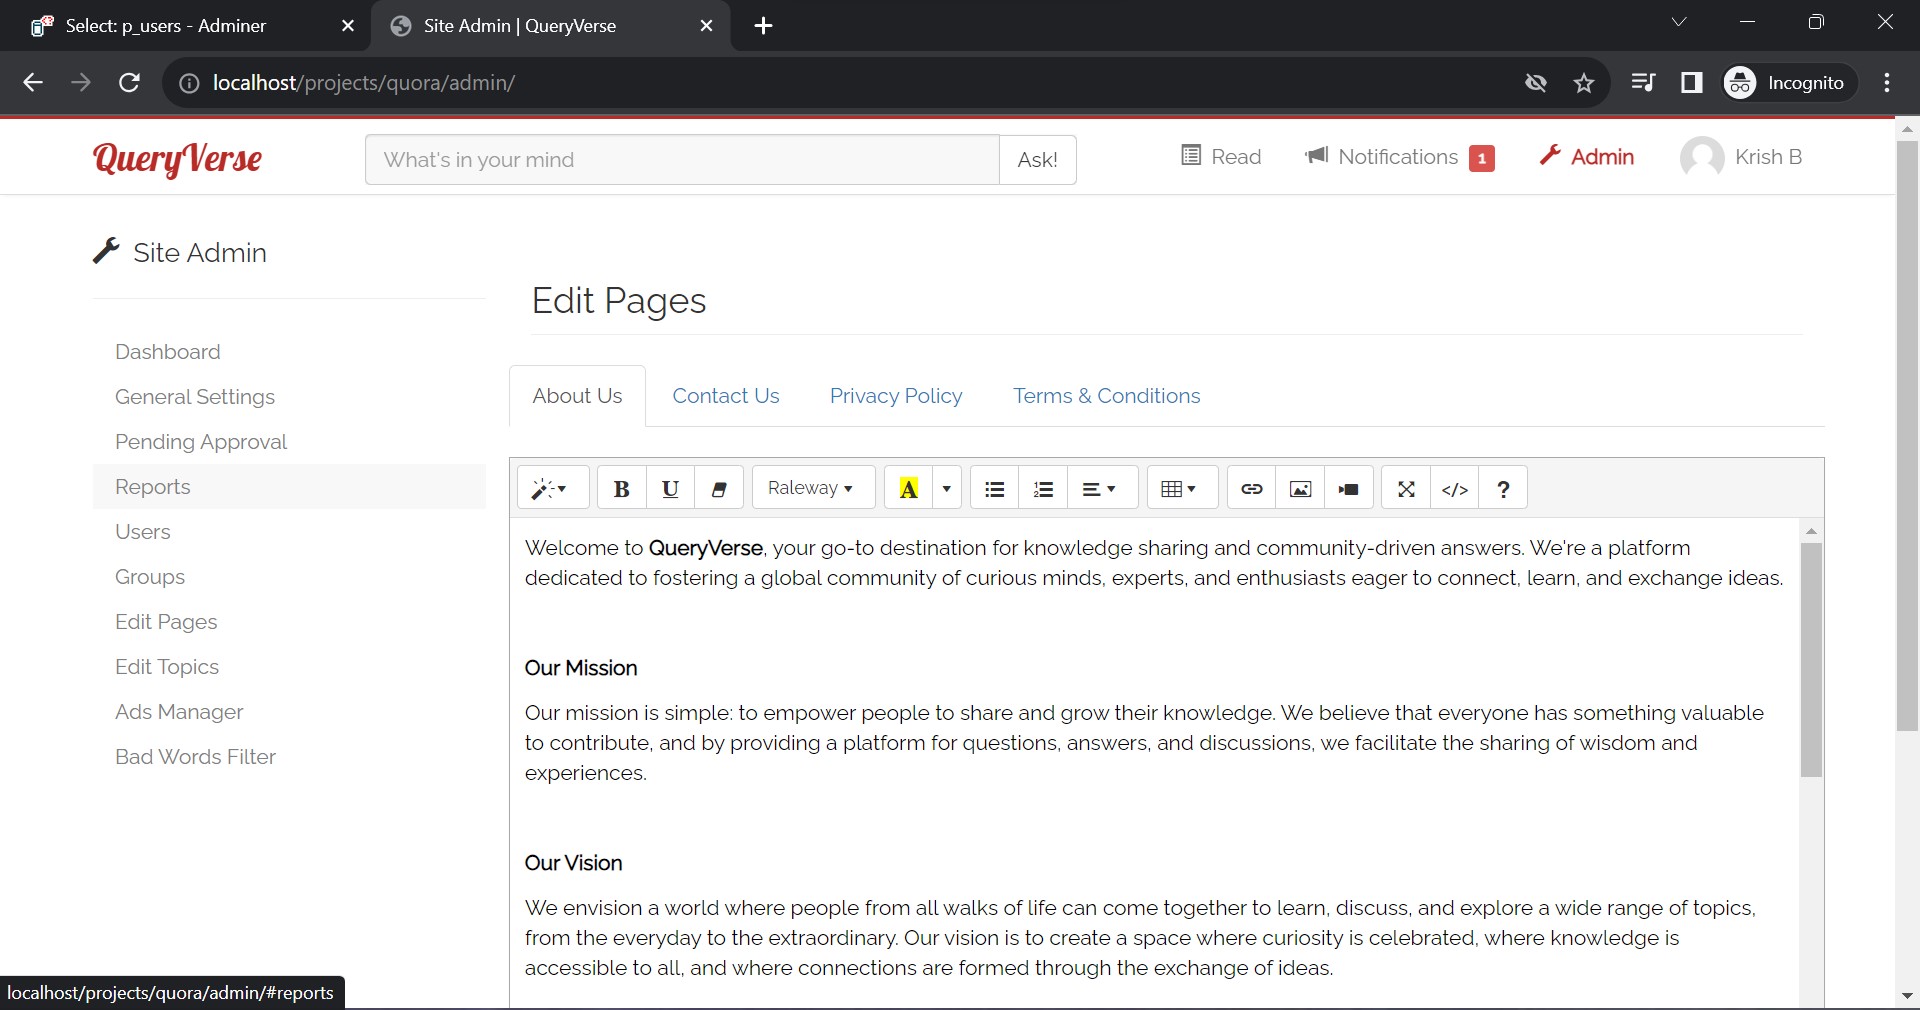 Select: p_users - Adminer
Site Admin | QueryVerse
localhost/projects/quora/admin/
Incognito
QueryVerse
What's in your mind
Ask!
Read
Notifications 1
Admin
Krish B
Site Admin
Edit Pages
Dashboard
General Settings
Pending Approval
Reports
Users
Groups
Edit Pages
Edit Topics
Ads Manager
Bad Words Filter
About Us
Contact Us
Privacy Policy
Terms & Conditions
B U Raleway A </> ?
Welcome to QueryVerse, your go-to destination for knowledge sharing and community-driven answers. We're a platform
dedicated to fostering a global community of curious minds, experts, and enthusiasts eager to connect, learn, and exchange ideas.
Our Mission
Our mission is simple: to empower people to share and grow their knowledge. We believe that everyone has something valuable
to contribute, and by providing a platform for questions, answers, and discussions, we facilitate the sharing of wisdom and
experiences.
Our Vision
We envision a world where people from all walks of life can come together to learn, discuss, and explore a wide range of topics,
from the everyday to the extraordinary. Our vision is to create a space where curiosity is celebrated, where knowledge is
accessible to all, and where connections are formed through the exchange of ideas.
localhost/projects/quora/admin/#reports